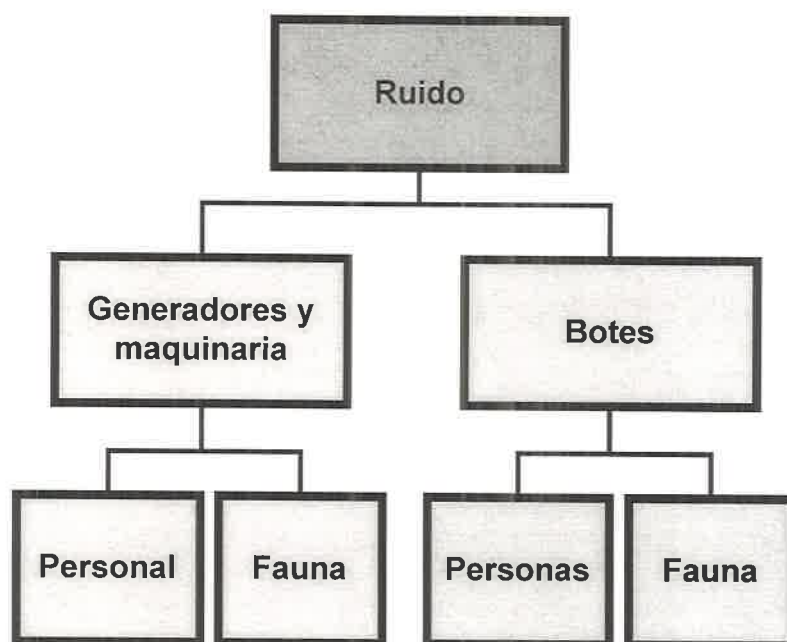 Ruido
Generadores y
maquinaria
Botes
Personal
Fauna
Personas
Fauna